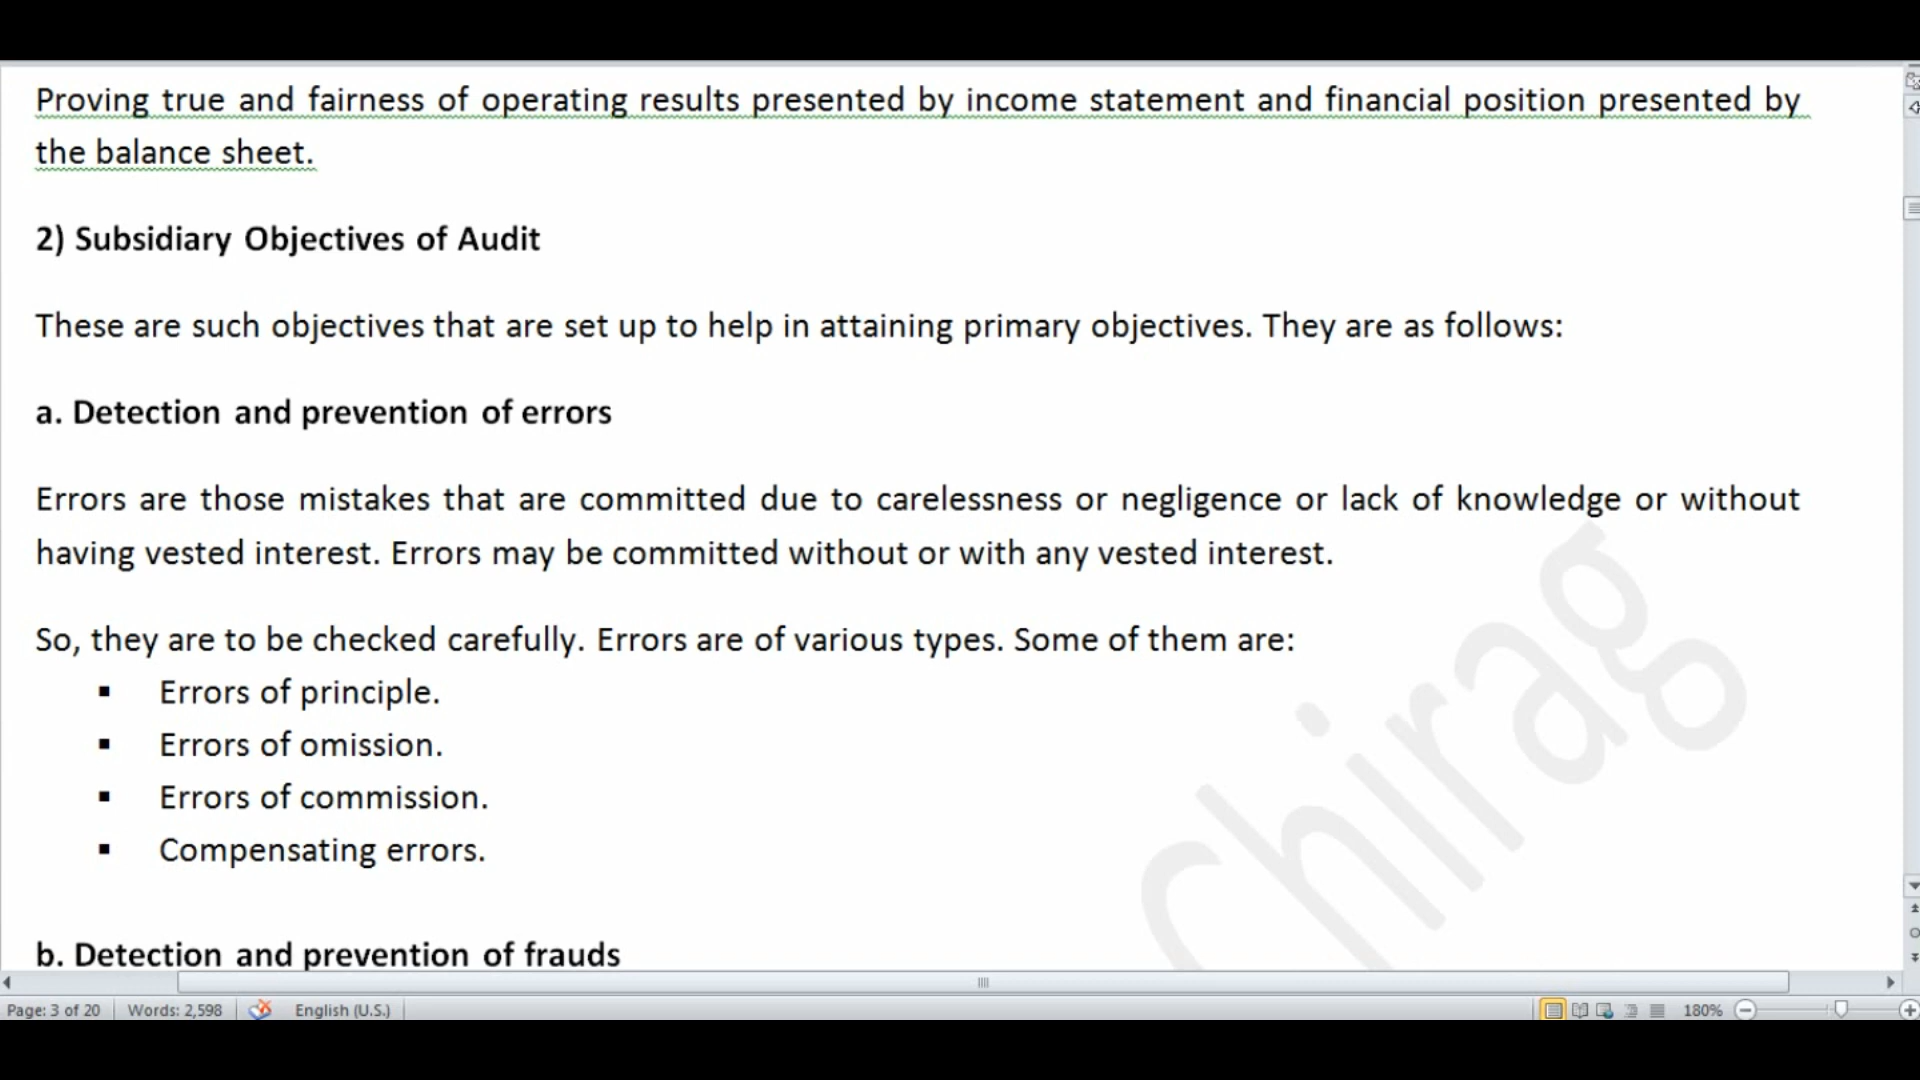 Proving true and fairness of operating results presented by income statement and financial position presented by
the balance sheet.
2) Subsidiary Objectives of Audit
These are such objectives that are set up to help in attaining primary objectives. They are as follows:
a. Detection and prevention of errors
Errors are those mistakes that are committed due to carelessness or negligence or lack of knowledge or without
having vested interest. Errors may be committed without or with any vested interest.
So, they are to be checked carefully. Errors are of various types. Some of them are:
▪ Errors of principle.
▪ Errors of omission.
▪ Errors of commission.
▪ Compensating errors.
Chirag
b. Detection and prevention of frauds
Page: 3 of 20 Words: 2,598 English (U.S.) 180%